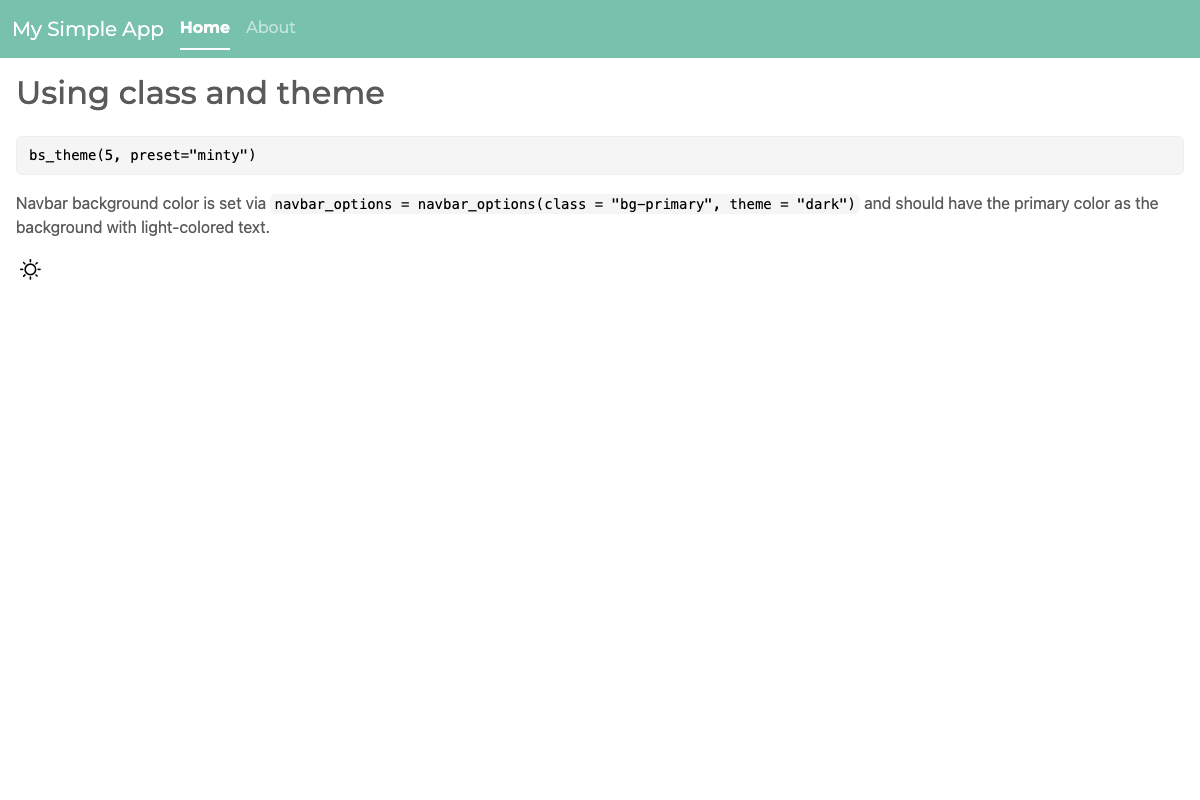 My Simple App Home About
Using class and theme
bs_theme(5, preset="minty")
Navbar background color is set via navbar_options = navbar_options(class = "bg-primary", theme = "dark") and should have the primary color as the
background with light-colored text.